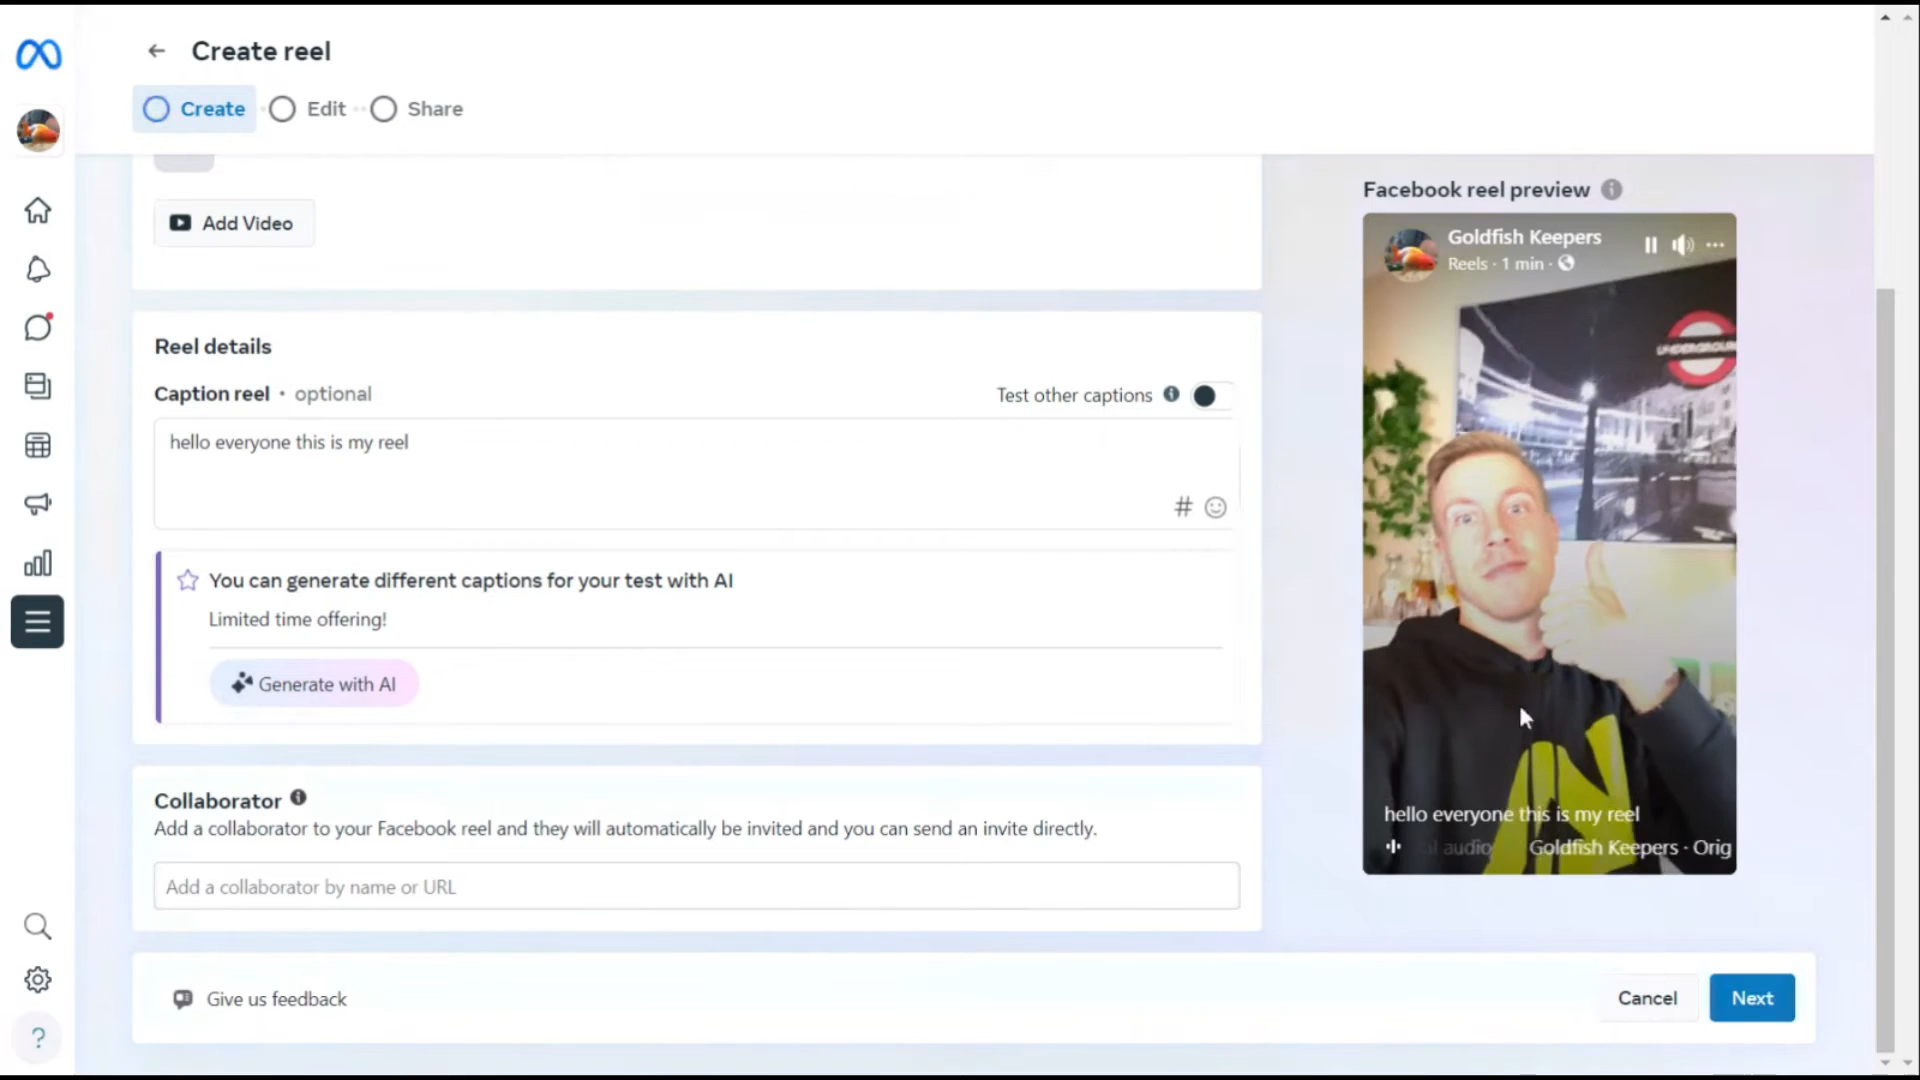 Create reel
Create
Edit
Share
Add Video
Reel details
Caption reel • optional
Test other captions
hello everyone this is my reel
#
You can generate different captions for your test with AI
Limited time offering!
Generate with AI
Collaborator
Add a collaborator to your Facebook reel and they will automatically be invited and you can send an invite directly.
Add a collaborator by name or URL
Give us feedback
Cancel
Next
Facebook reel preview
Goldfish Keepers
Reels · 1 min ·
UNDERGROUN
hello everyone this is my reel
al audio Goldfish Keepers · Orig
?